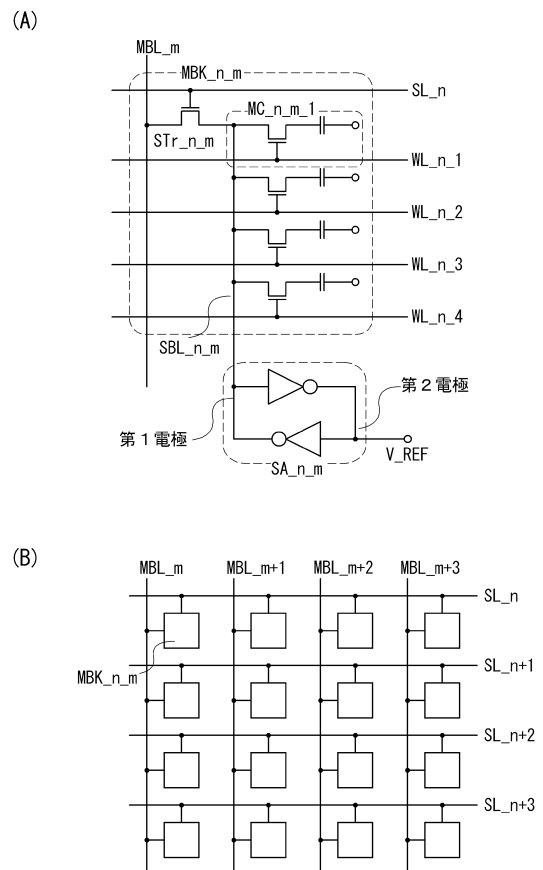 (A)
MBL_m
MBK_n_m
SL_n
MC_n_m_1
STr_n_m
WL_n_1
WL_n_2
WL_n_3
WL_n_4
SBL_n_m
第1電極
第2電極
V_REF
SA_n_m
(B)
MBL_m MBL_m+1 MBL_m+2 MBL_m+3
SL_n
MBK_n_m
SL_n+1
SL_n+2
SL_n+3